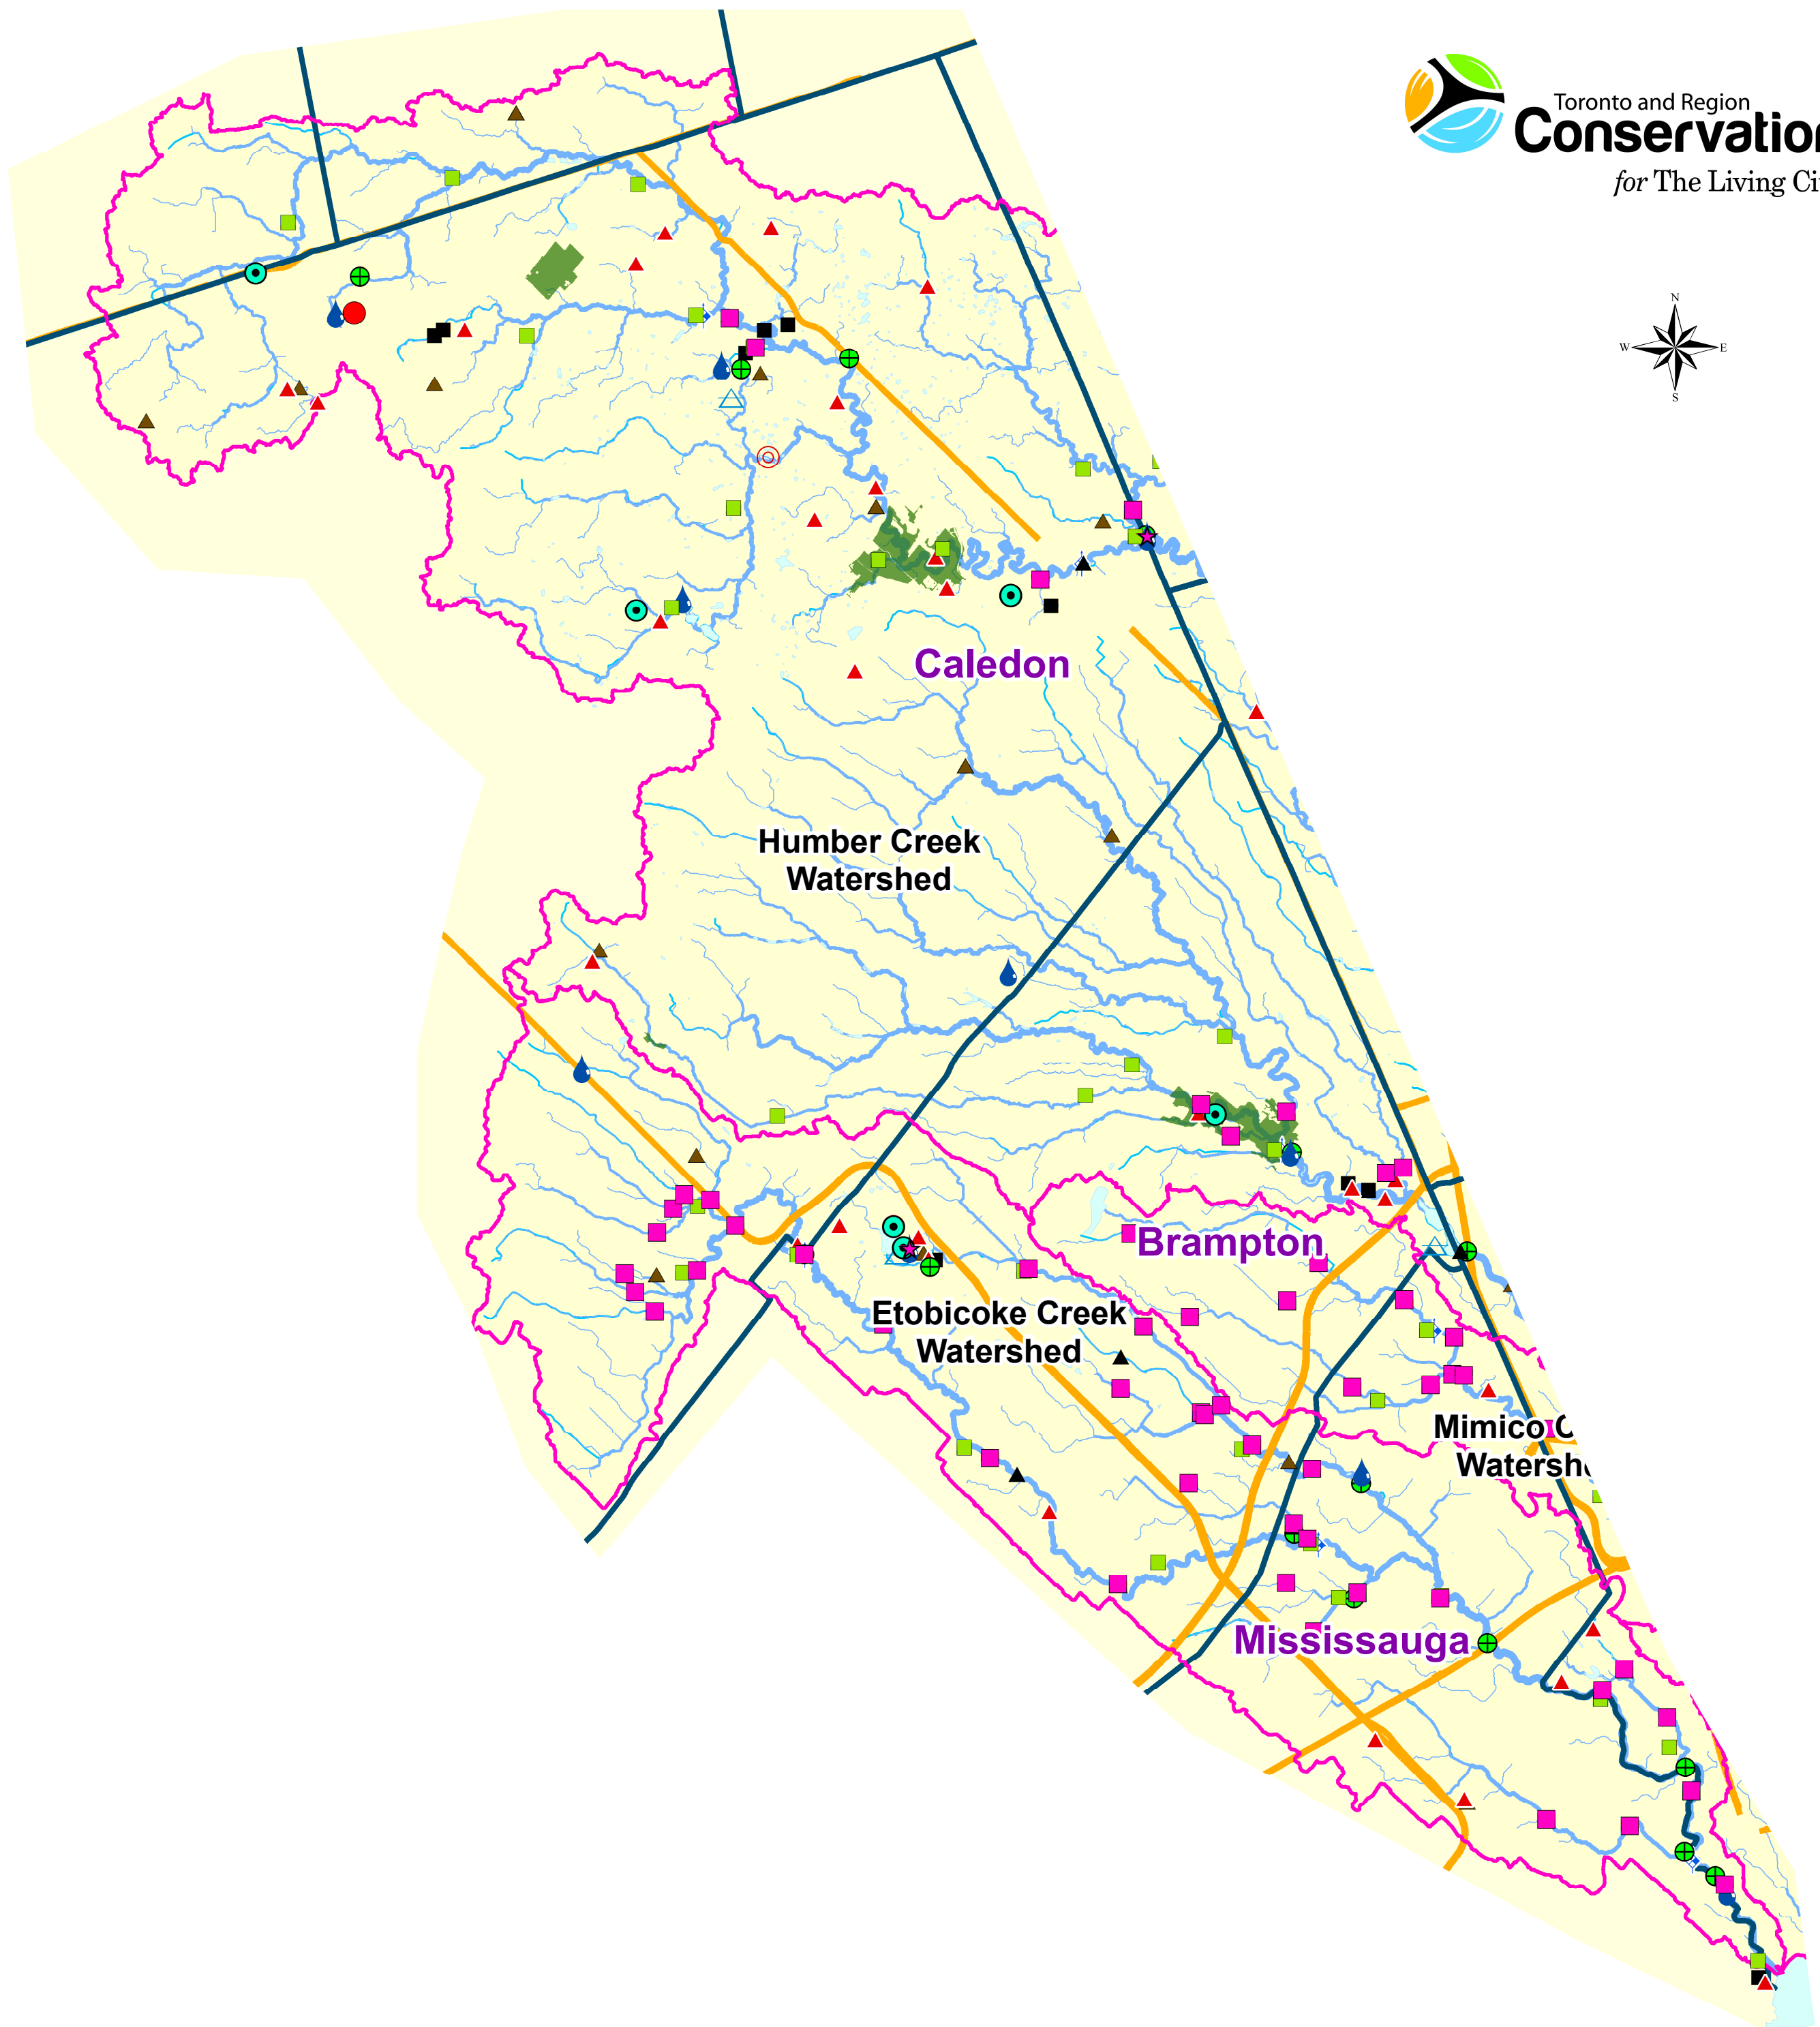 Toronto and Region
Conservation
for The Living Ci
N
W E
S
Caledon
Humber Creek
Watershed
Brampton
Etobicoke Creek
Watershed
Mimico C
Watersh
Mississauga